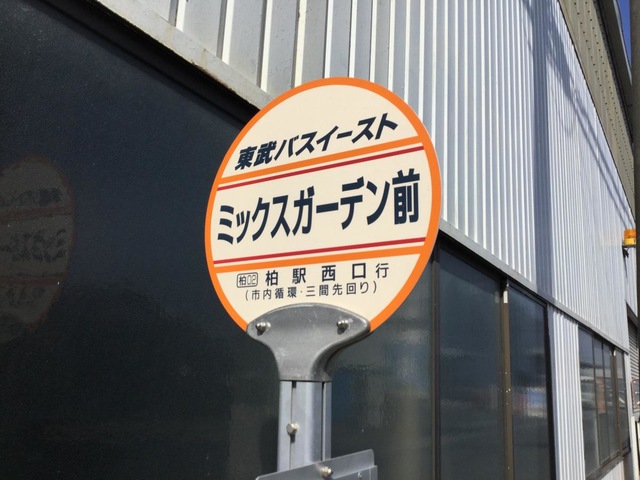 東武バスイースト
ミックスガーデン前
柏02 柏駅西口行
(市内循環・三間先回り)